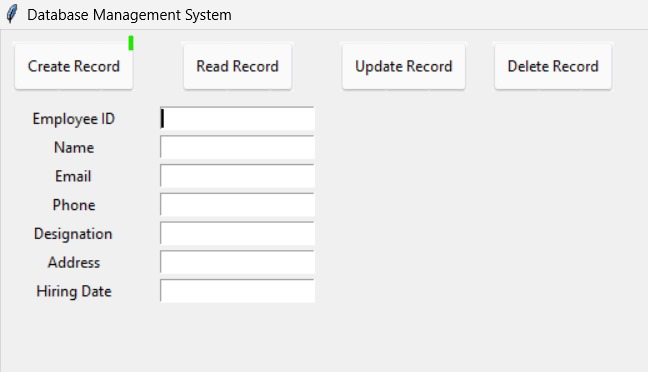 Database Management System
Create Record Read Record Update Record Delete Record
Employee ID
Name
Email
Phone
Designation
Address
Hiring Date